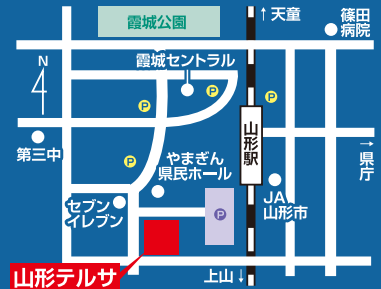 霞城公園
↑天童
篠田
病院
霞城セントラル
N
P
P
P
第三中
山形駅
→
県庁
やまぎん
県民ホール
P
P
セブン
イレブン
JA
山形市
山形テルサ
上山↓